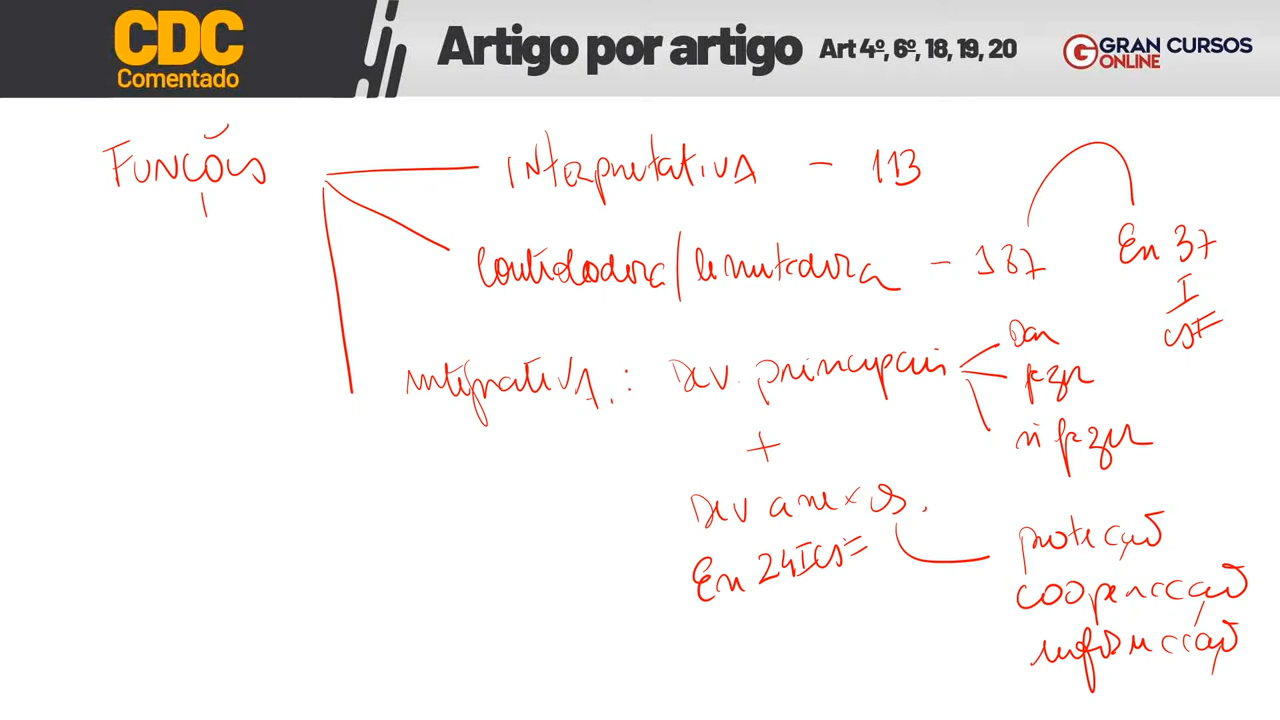 CDC
Comentado
Artigo por artigo Art 4º, 6º, 18, 19, 20
GRAN CURSOS
ONLINE
Funções
Interpretativa - 113
Controladora/limitadora - 187
En 37
I
CJF
integrativa: Dev. principais
Dar
fazer
ñ fazer
+
Dev anexos.
En 24 I CJF
proteção
cooperação
informação